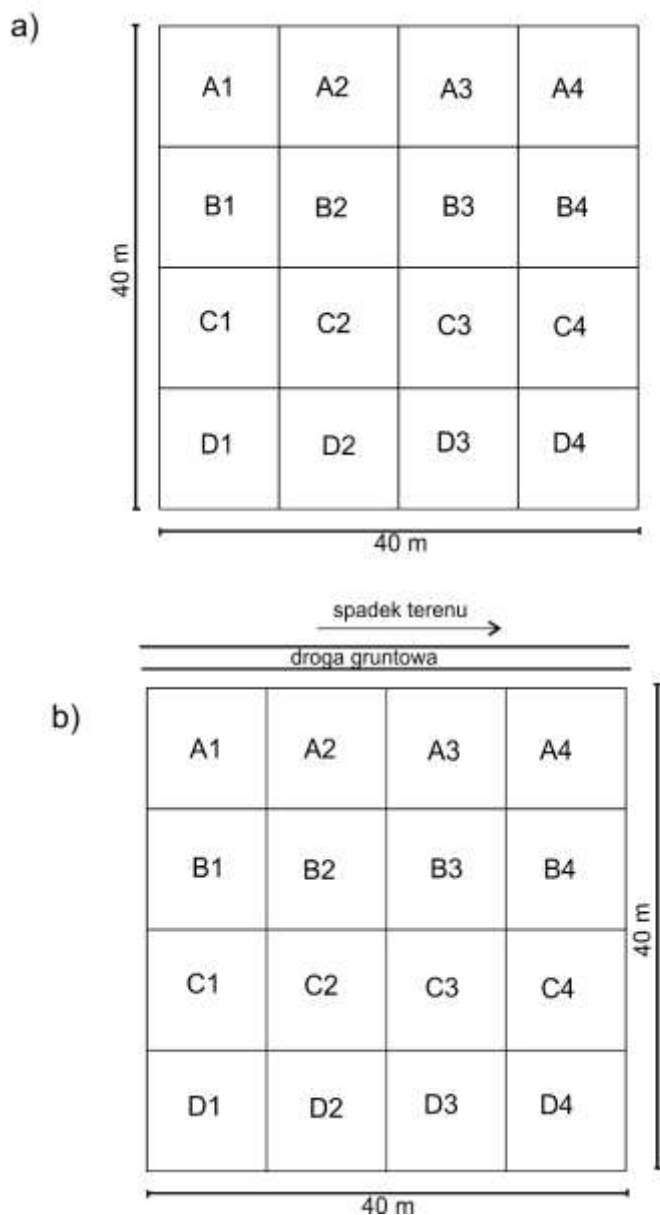 a)
A1 A2 A3 A4
B1 B2 B3 B4
40 m
C1 C2 C3 C4
D1 D2 D3 D4
40 m
spadek terenu
droga gruntowa
b)
A1 A2 A3 A4
B1 B2 B3 B4
40 m
C1 C2 C3 C4
D1 D2 D3 D4
40 m